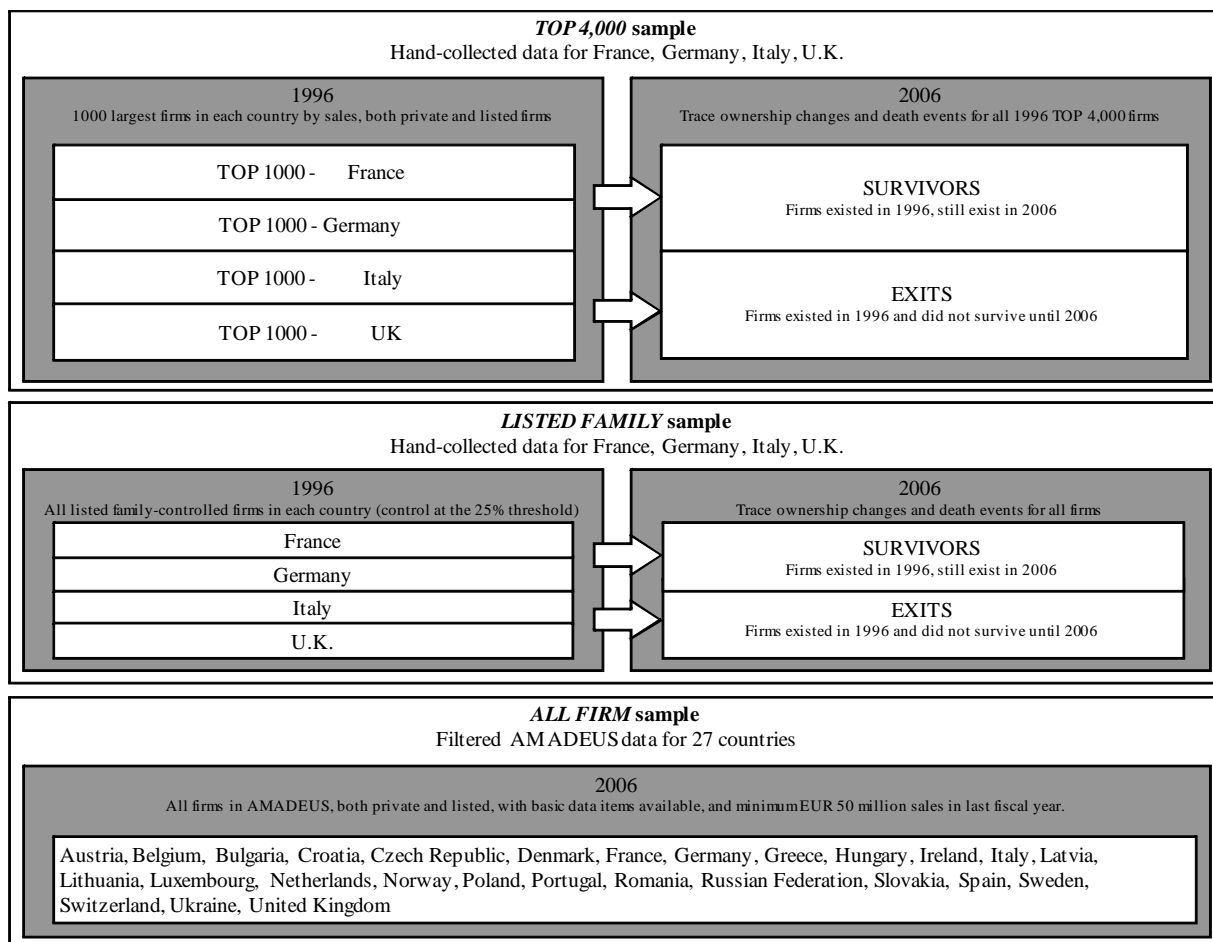 TOP 4,000 sample
Hand-collected data for France, Germany, Italy, U.K.
1996
1000 largest firms in each country by sales, both private and listed firms
TOP 1000 - France
TOP 1000 - Germany
TOP 1000 - Italy
TOP 1000 - UK
2006
Trace ownership changes and death events for all 1996 TOP 4,000 firms
SURVIVORS
Firms existed in 1996, still exist in 2006
EXITS
Firms existed in 1996 and did not survive until 2006
LISTED FAMILY sample
Hand-collected data for France, Germany, Italy, U.K.
1996
All listed family-controlled firms in each country (control at the 25% threshold)
France
Germany
Italy
U.K.
2006
Trace ownership changes and death events for all firms
SURVIVORS
Firms existed in 1996, still exist in 2006
EXITS
Firms existed in 1996 and did not survive until 2006
ALL FIRM sample
Filtered AMADEUS data for 27 countries
2006
All firms in AMADEUS, both private and listed, with basic data items available, and minimum EUR 50 million sales in last fiscal year.
Austria, Belgium, Bulgaria, Croatia, Czech Republic, Denmark, France, Germany, Greece, Hungary, Ireland, Italy, Latvia,
Lithuania, Luxembourg, Netherlands, Norway, Poland, Portugal, Romania, Russian Federation, Slovakia, Spain, Sweden,
Switzerland, Ukraine, United Kingdom